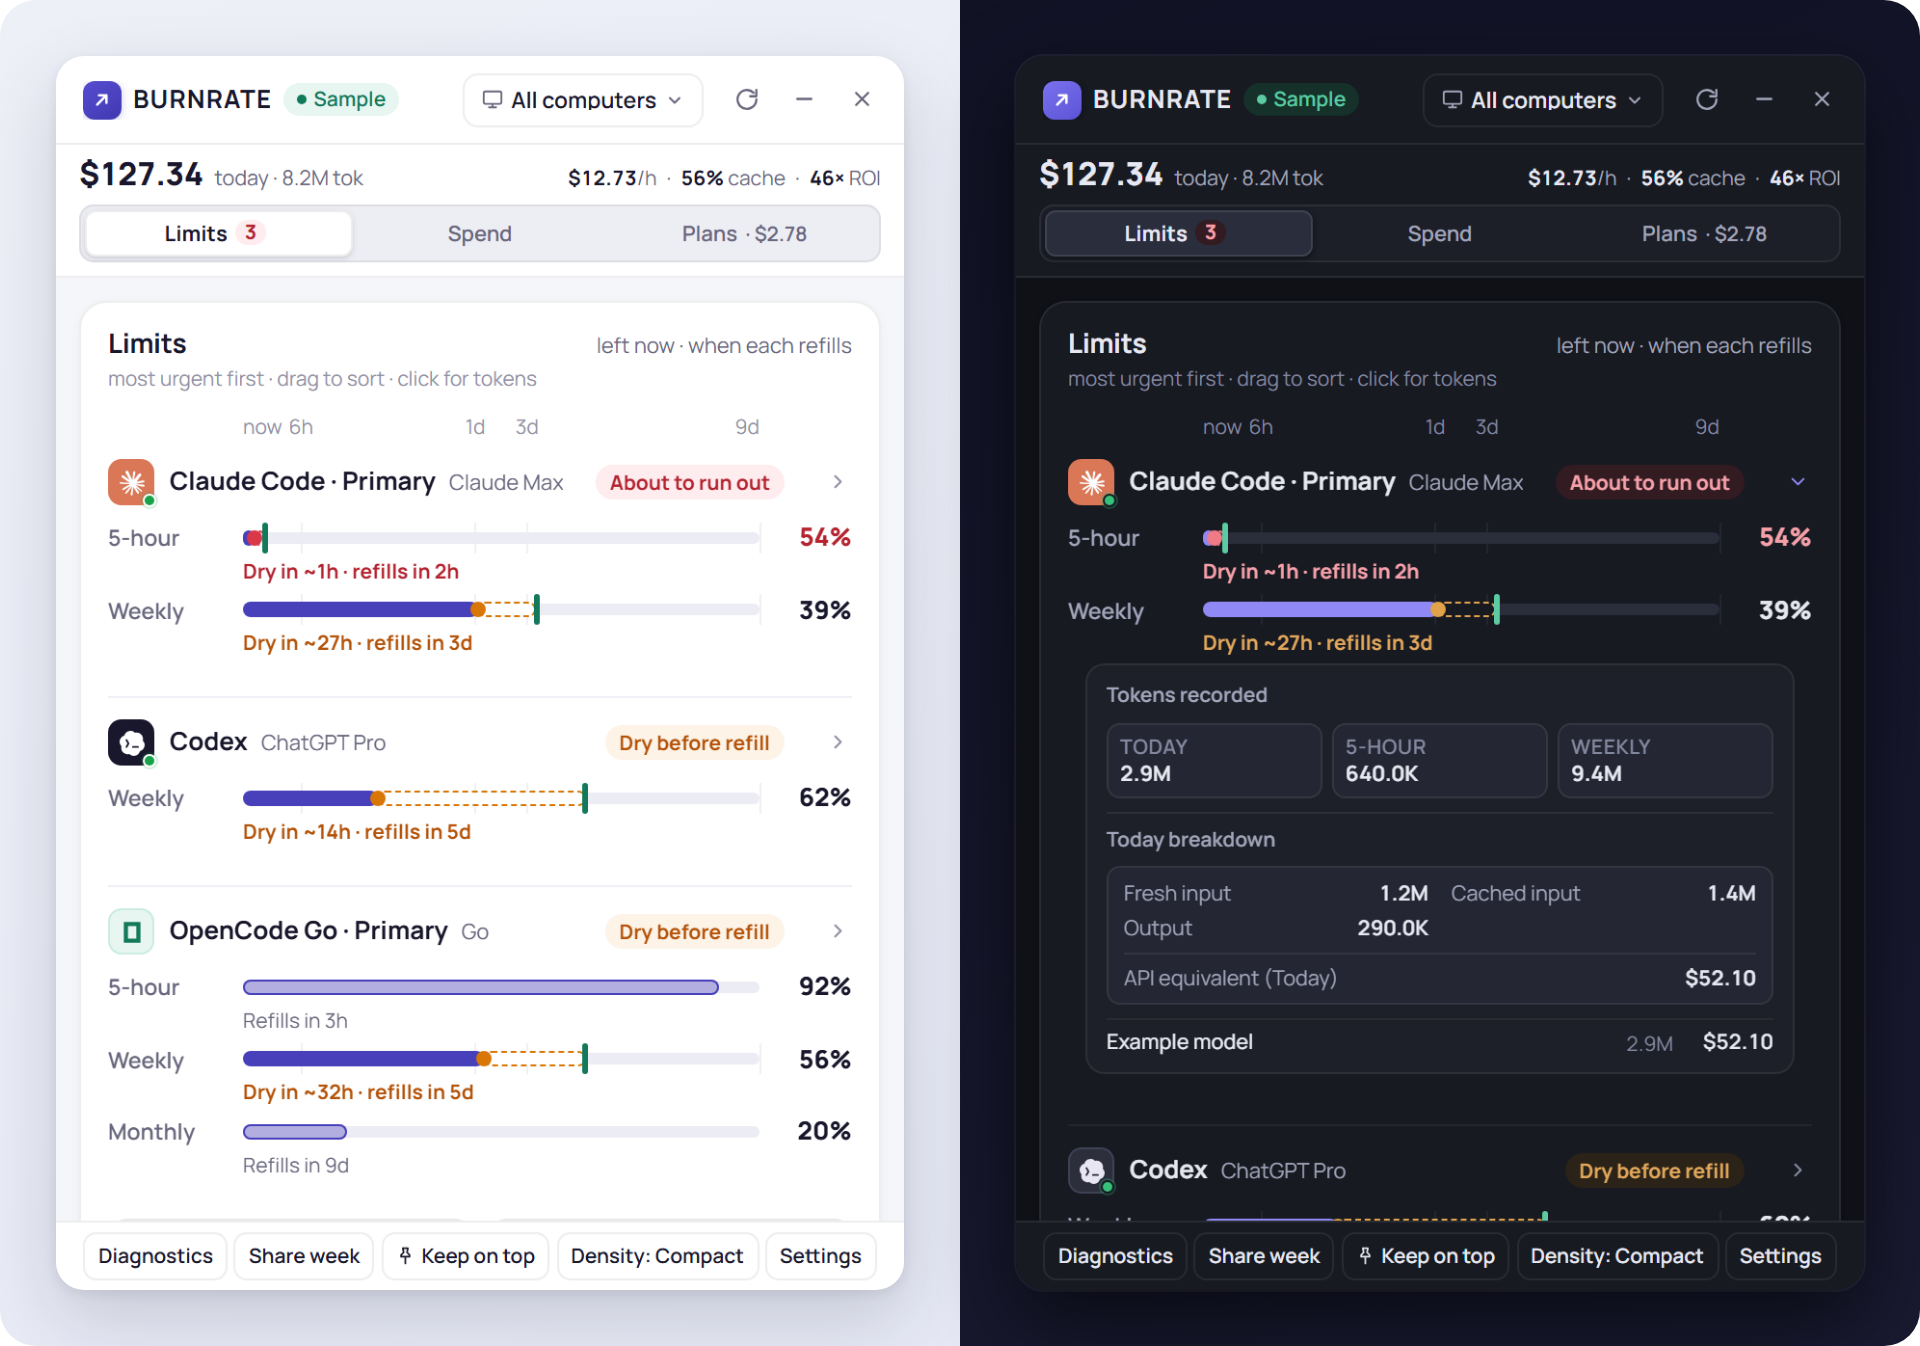 BURNRATE Sample All computers
$127.34 today · 8.2M tok $12.73/h · 56% cache · 46× ROI
Limits 3 Spend Plans · $2.78
Limits left now · when each refills
most urgent first · drag to sort · click for tokens
now 6h 1d 3d 9d
Claude Code · Primary Claude Max About to run out
5-hour 54%
Dry in ~1h · refills in 2h
Weekly 39%
Dry in ~27h · refills in 3d
Codex ChatGPT Pro Dry before refill
Weekly 62%
Dry in ~14h · refills in 5d
OpenCode Go · Primary Go Dry before refill
5-hour 92%
Refills in 3h
Weekly 56%
Dry in ~32h · refills in 5d
Monthly 20%
Refills in 9d
Diagnostics Share week Keep on top Density: Compact Settings
BURNRATE Sample All computers
$127.34 today · 8.2M tok $12.73/h · 56% cache · 46× ROI
Limits 3 Spend Plans · $2.78
Limits left now · when each refills
most urgent first · drag to sort · click for tokens
now 6h 1d 3d 9d
Claude Code · Primary Claude Max About to run out
5-hour 54%
Dry in ~1h · refills in 2h
Weekly 39%
Dry in ~27h · refills in 3d
Tokens recorded
TODAY 5-HOUR WEEKLY
2.9M 640.0K 9.4M
Today breakdown
Fresh input 1.2M Cached input 1.4M
Output 290.0K
API equivalent (Today) $52.10
Example model 2.9M $52.10
Codex ChatGPT Pro Dry before refill
Diagnostics Share week Keep on top Density: Compact Settings